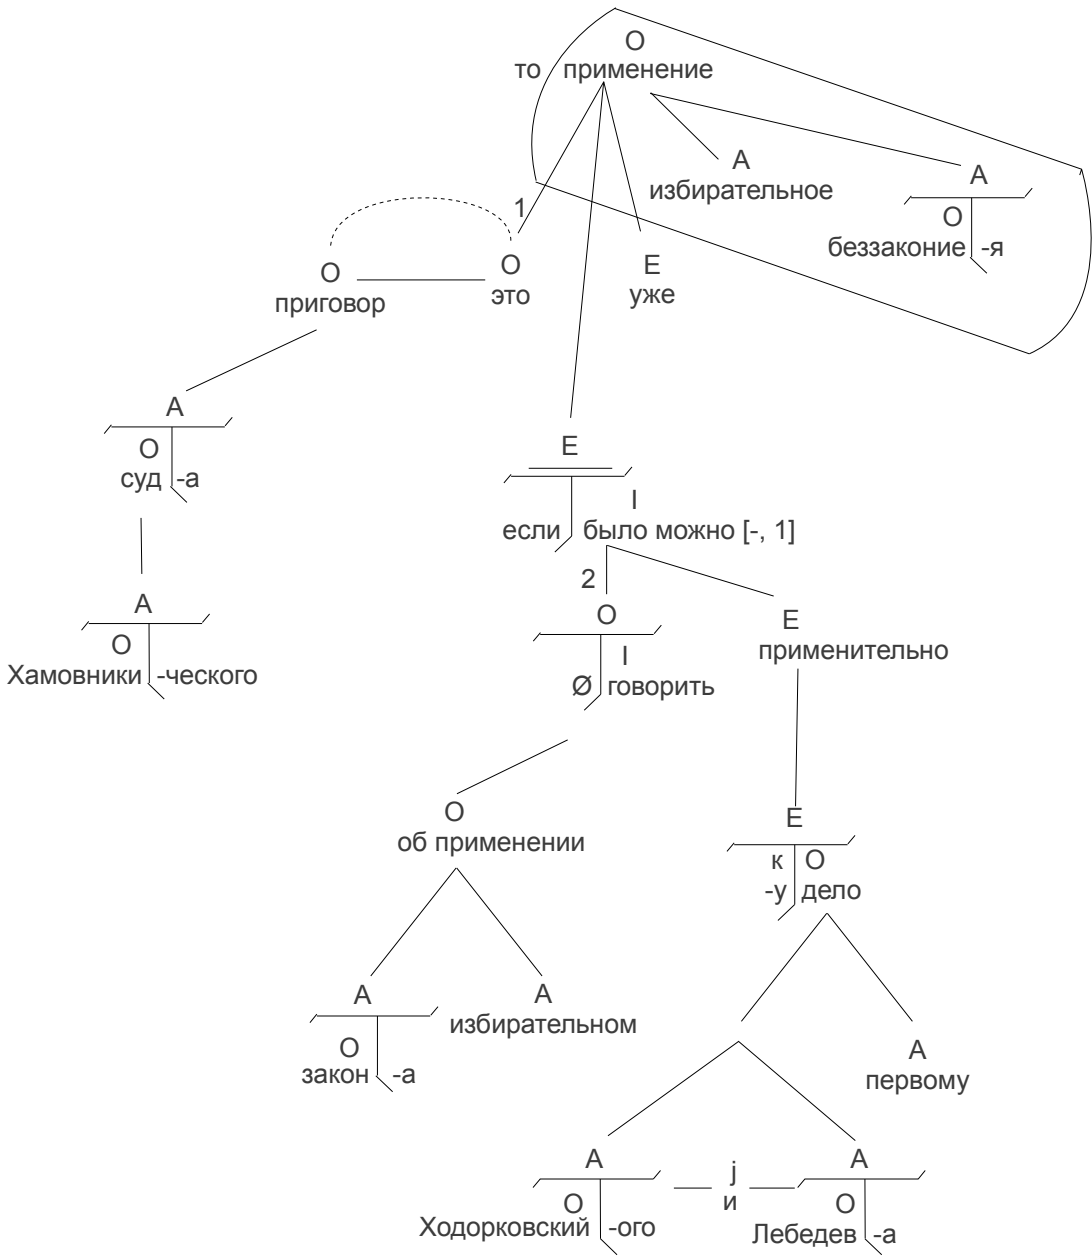 О
то применение
А
избирательное
А
О
беззаконие -я
1
О
приговор
О
это
Е
уже
А
О
суд -а
Е
I
если было можно [-, 1]
А
О
Хамовники -ческого
2
О
I
Ø говорить
Е
применительно
О
об применении
Е
к О
-у дело
А
О
закон -а
А
избирательном
А
первому
А
О
Ходорковский -ого
j
и
А
О
Лебедев -а